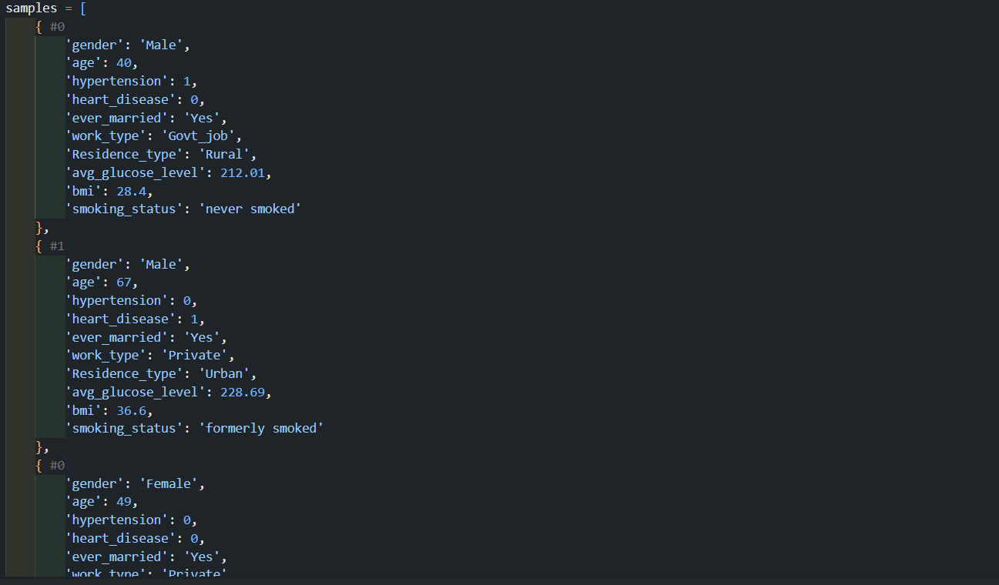 samples = [
{ #0
'gender': 'Male',
'age': 40,
'hypertension': 1,
'heart_disease': 0,
'ever_married': 'Yes',
'work_type': 'Govt_job',
'Residence_type': 'Rural',
'avg_glucose_level': 212.01,
'bmi': 28.4,
'smoking_status': 'never smoked'
},
{ #1
'gender': 'Male',
'age': 67,
'hypertension': 0,
'heart_disease': 1,
'ever_married': 'Yes',
'work_type': 'Private',
'Residence_type': 'Urban',
'avg_glucose_level': 228.69,
'bmi': 36.6,
'smoking_status': 'formerly smoked'
},
{ #0
'gender': 'Female',
'age': 49,
'hypertension': 0,
'heart_disease': 0,
'ever_married': 'Yes',
'work_type': 'Private'